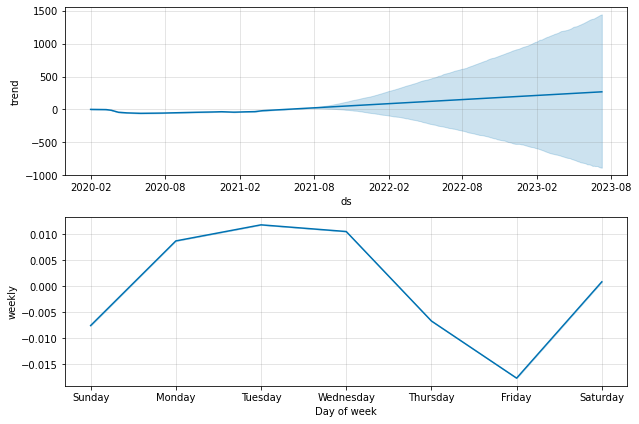 1500
1000
500
0
−500
−1000
trend
2020-02 2020-08 2021-02 2021-08 2022-02 2022-08 2023-02 2023-08
ds
0.010
0.005
0.000
−0.005
−0.010
−0.015
weekly
Sunday Monday Tuesday Wednesday Thursday Friday Saturday
Day of week